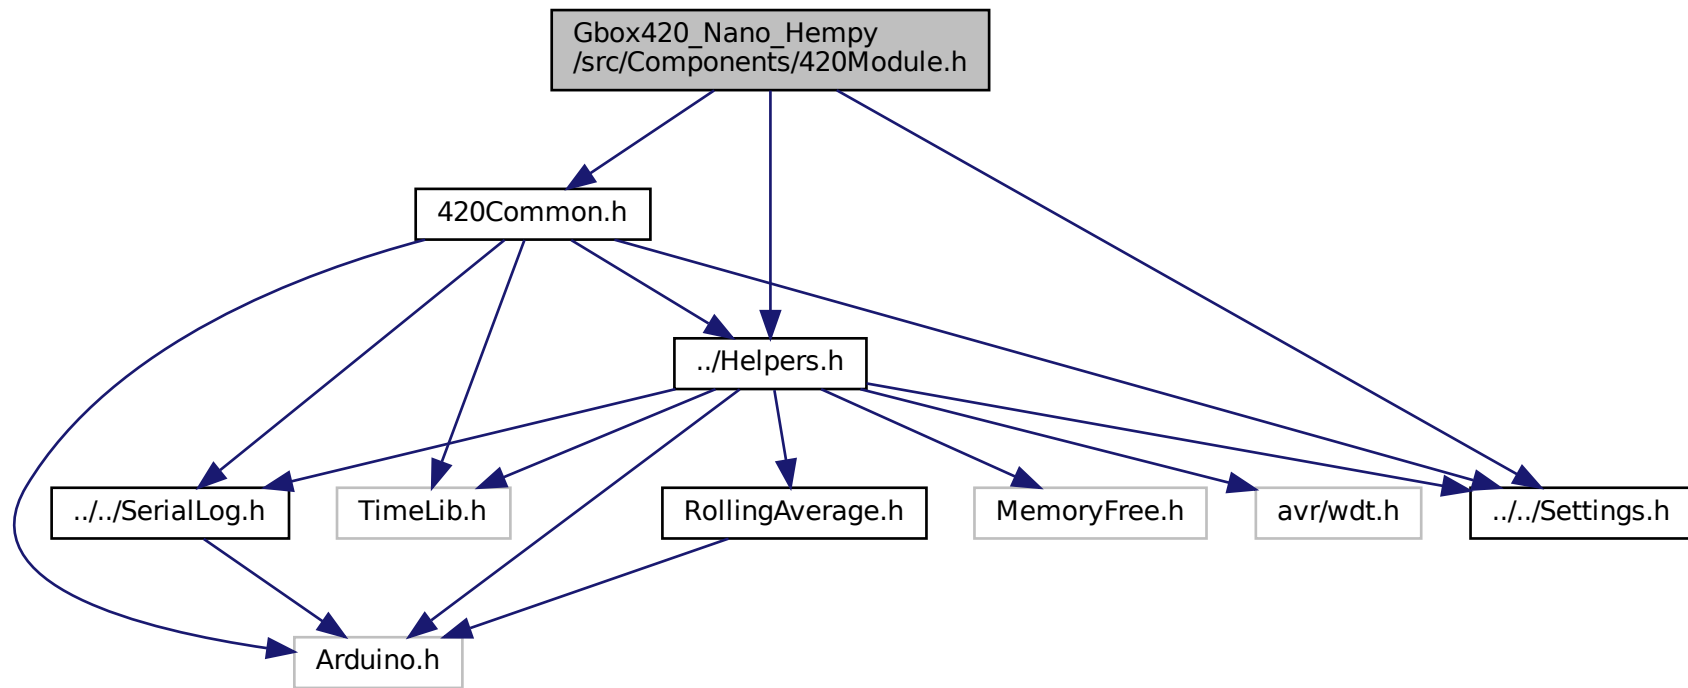 Gbox420_Nano_Hempy
/src/Components/420Module.h
420Common.h
../Helpers.h
../../SerialLog.h
TimeLib.h
RollingAverage.h
MemoryFree.h
avr/wdt.h
../../Settings.h
Arduino.h